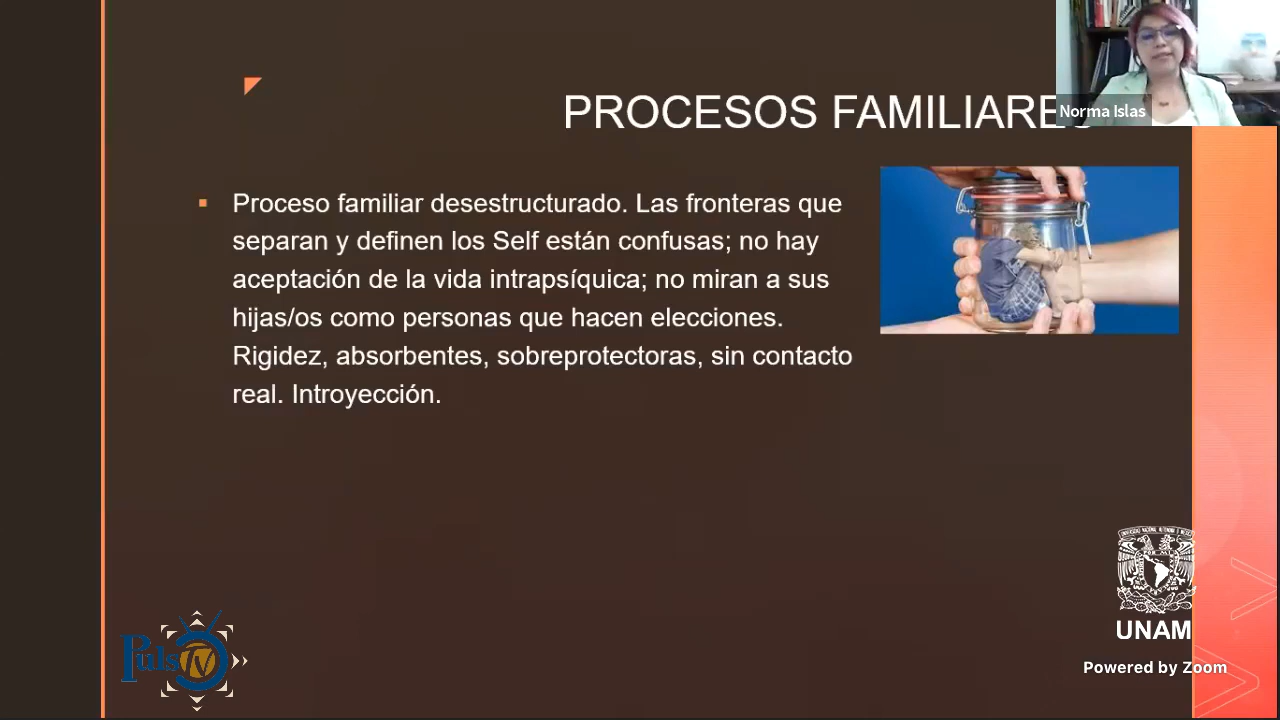 PROCESOS FAMILIARES
Norma Islas
Proceso familiar desestructurado. Las fronteras que
separan y definen los Self están confusas; no hay
aceptación de la vida intrapsíquica; no miran a sus
hijas/os como personas que hacen elecciones.
Rigidez, absorbentes, sobreprotectoras, sin contacto
real. Introyección.
PulsoTV
UNAM
Powered by Zoom